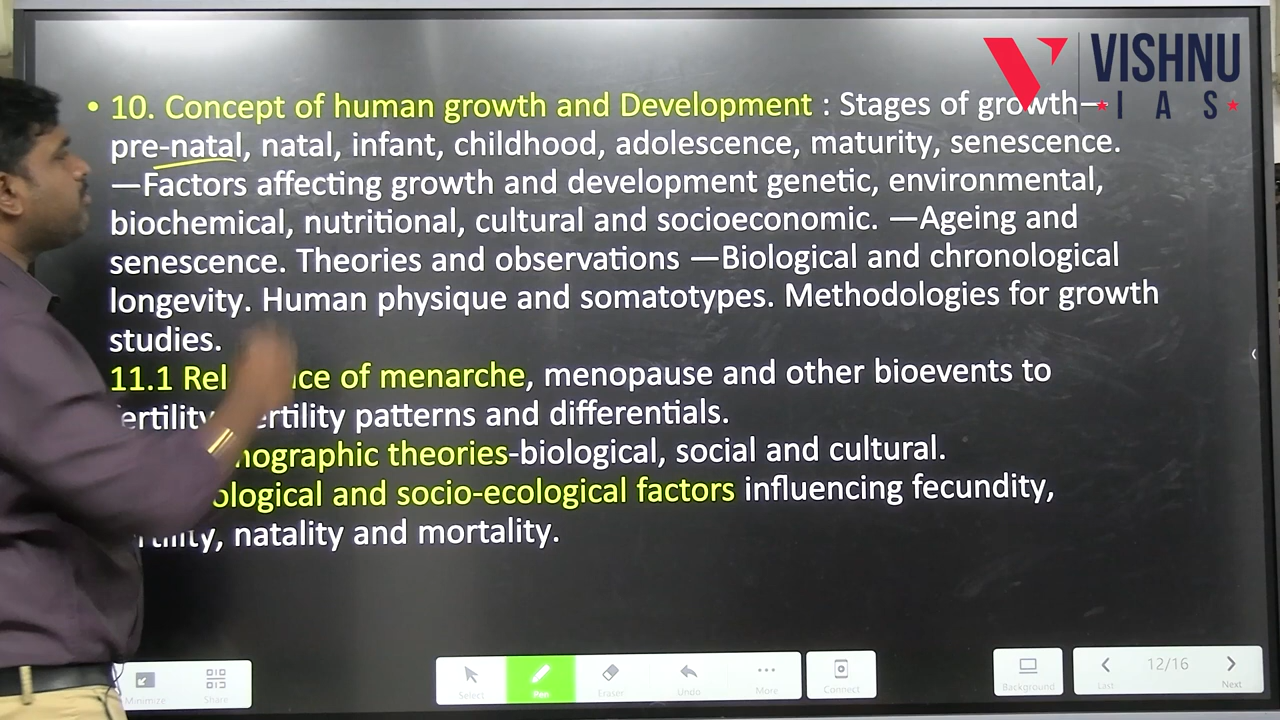 VISHNU
IAS
• 10. Concept of human growth and Development : Stages of growth—
pre-natal, natal, infant, childhood, adolescence, maturity, senescence.
—Factors affecting growth and development genetic, environmental,
biochemical, nutritional, cultural and socioeconomic. —Ageing and
senescence. Theories and observations —Biological and chronological
longevity. Human physique and somatotypes. Methodologies for growth
studies.
11.1 Rel ce of menarche, menopause and other bioevents to
fertility ertility patterns and differentials.
nographic theories-biological, social and cultural.
ological and socio-ecological factors influencing fecundity,
natality and mortality.
Minimize
Share
Select
Pen
Eraser
Undo
More
Connect
Background
Last
12/16
Next